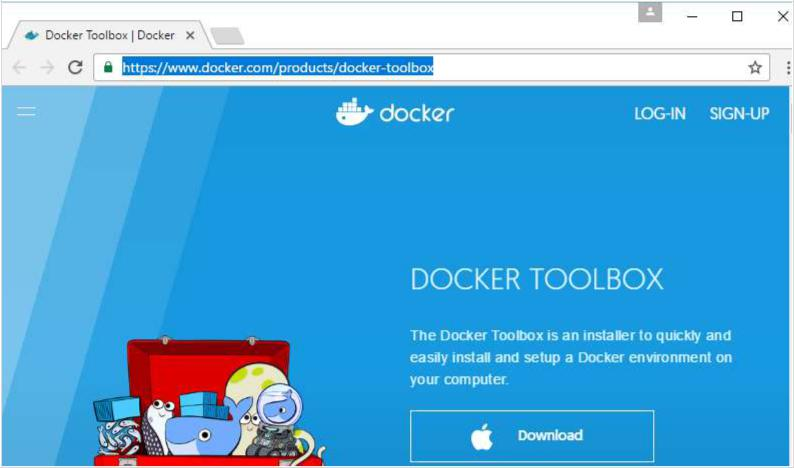 Docker Toolbox | Docker
https://www.docker.com/products/docker-toolbox
docker
LOG-IN SIGN-UP
DOCKER TOOLBOX
The Docker Toolbox is an installer to quickly and
easily install and setup a Docker environment on
your computer.
Download